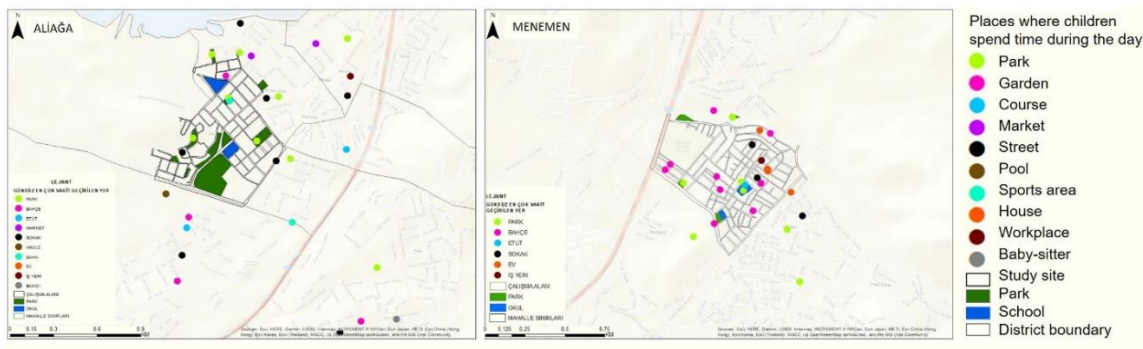 ALİAĞA
LEJANT
GÜNDÜZ EN ÇOK VAKİT GEÇİRİLEN YER
PARK
BAHÇE
ETÜT
MARKET
SOKAK
HAVUZ
SAHA
EV
İŞ YERİ
BAKICI
ÇALIŞMA ALANI
PARK
OKUL
MAHALLE SINIRLARI
0 0.15 0.3 0.6 0.9
MENEMEN
LEJANT
GÜNDÜZ EN ÇOK VAKİT
GEÇİRİLEN YER
PARK
BAHÇE
ETÜT
SOKAK
EV
İŞ YERİ
ÇALIŞMA ALANI
PARK
OKUL
MAHALLE SINIRLARI
0 0.125 0.25 0.5 0.75
Places where children
spend time during the day
Park
Garden
Course
Market
Street
Pool
Sports area
House
Workplace
Baby-sitter
Study site
Park
School
District boundary